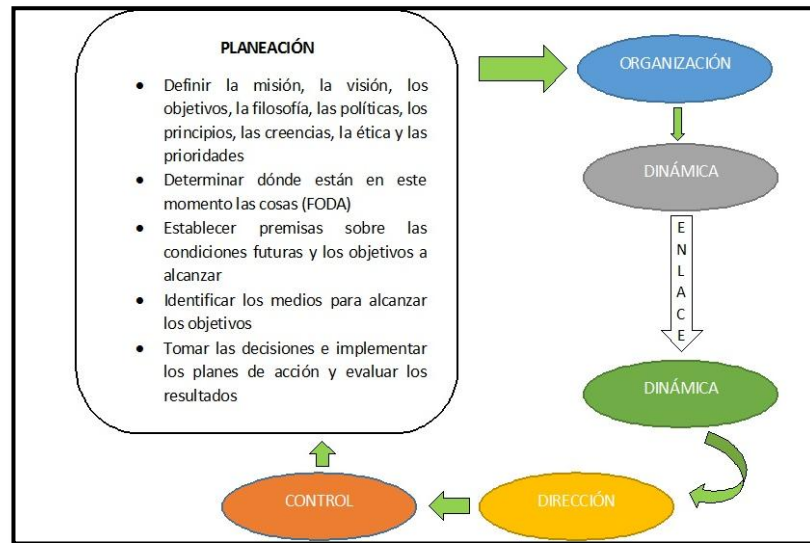 PLANEACIÓN
• Definir la misión, la visión, los
objetivos, la filosofía, las políticas, los
principios, las creencias, la ética y las
prioridades
• Determinar dónde están en este
momento las cosas (FODA)
• Establecer premisas sobre las
condiciones futuras y los objetivos a
alcanzar
• Identificar los medios para alcanzar
los objetivos
• Tomar las decisiones e implementar
los planes de acción y evaluar los
resultados
ORGANIZACIÓN
DINÁMICA
ENLACE
DINÁMICA
DIRECCIÓN
CONTROL